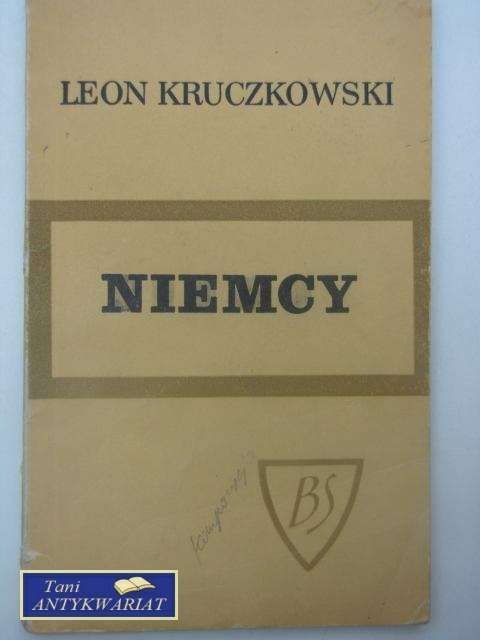 LEON KRUCZKOWSKI
NIEMCY
BS
Tani
ANTYKWARIAT